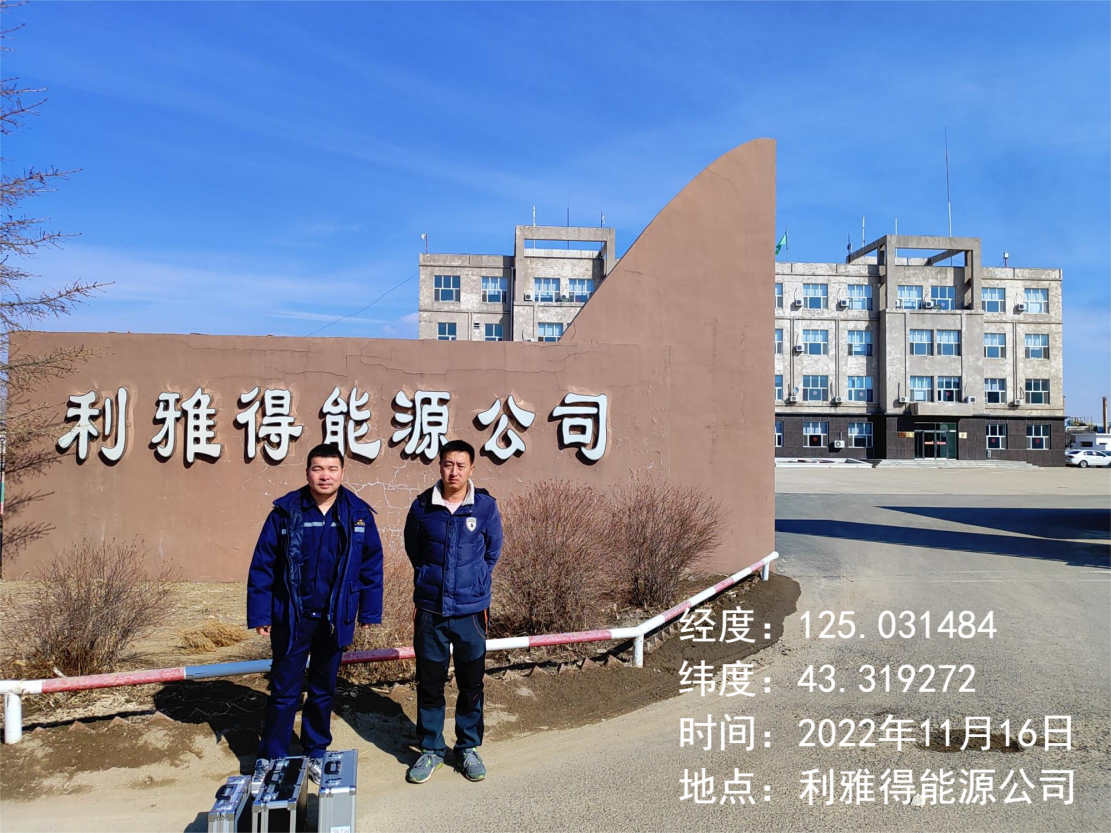 利雅得能源公司
经度：125.031484
纬度：43.319272
时间：2022年11月16日
地点：利雅得能源公司